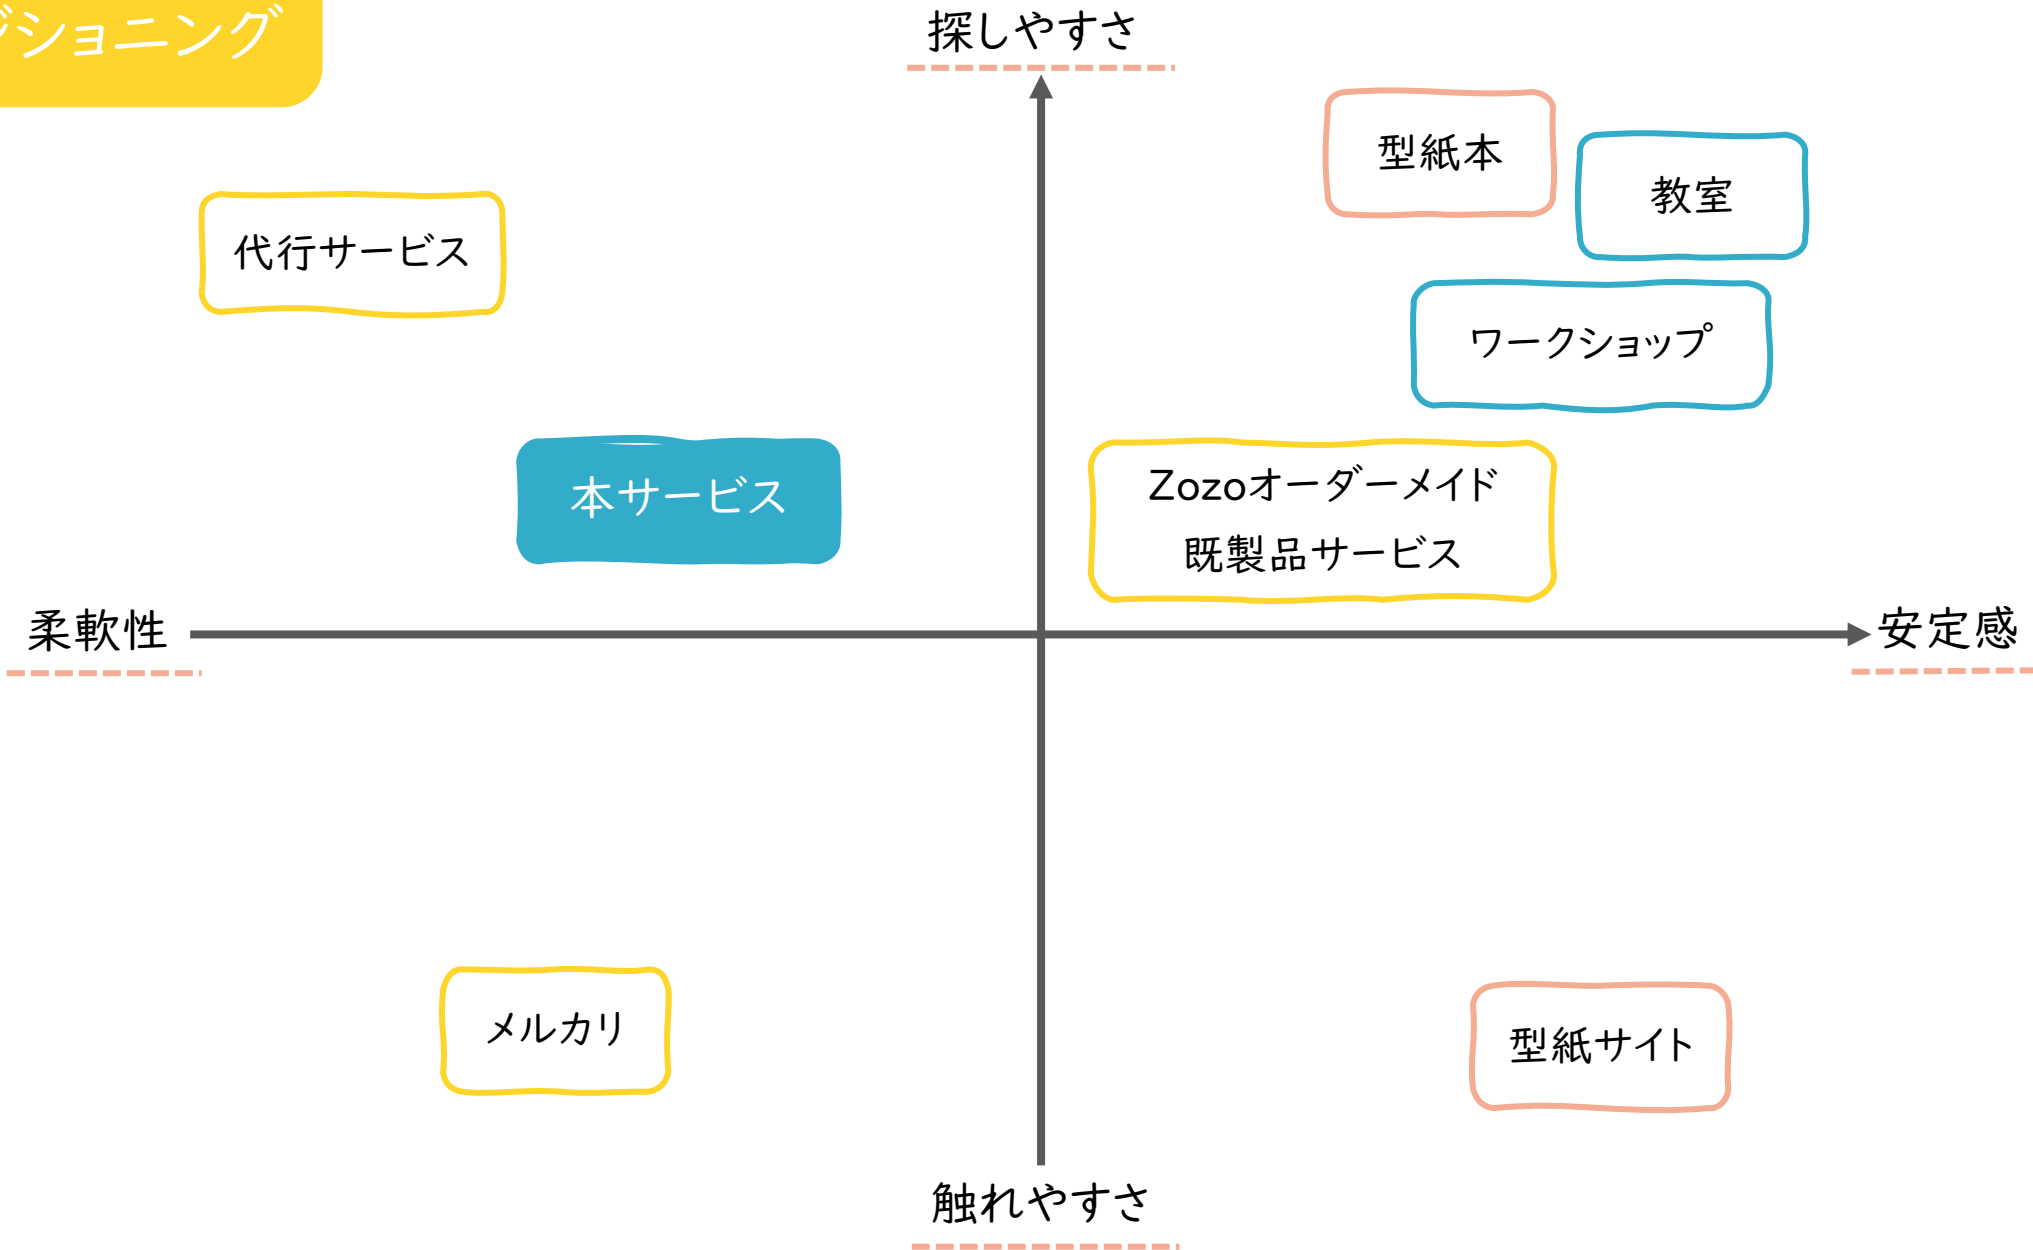 ジショニング
探しやすさ
型紙本
教室
代行サービス
ワークショップ
本サービス
Zozoオーダーメイド
既製品サービス
柔軟性
安定感
メルカリ
型紙サイト
触れやすさ